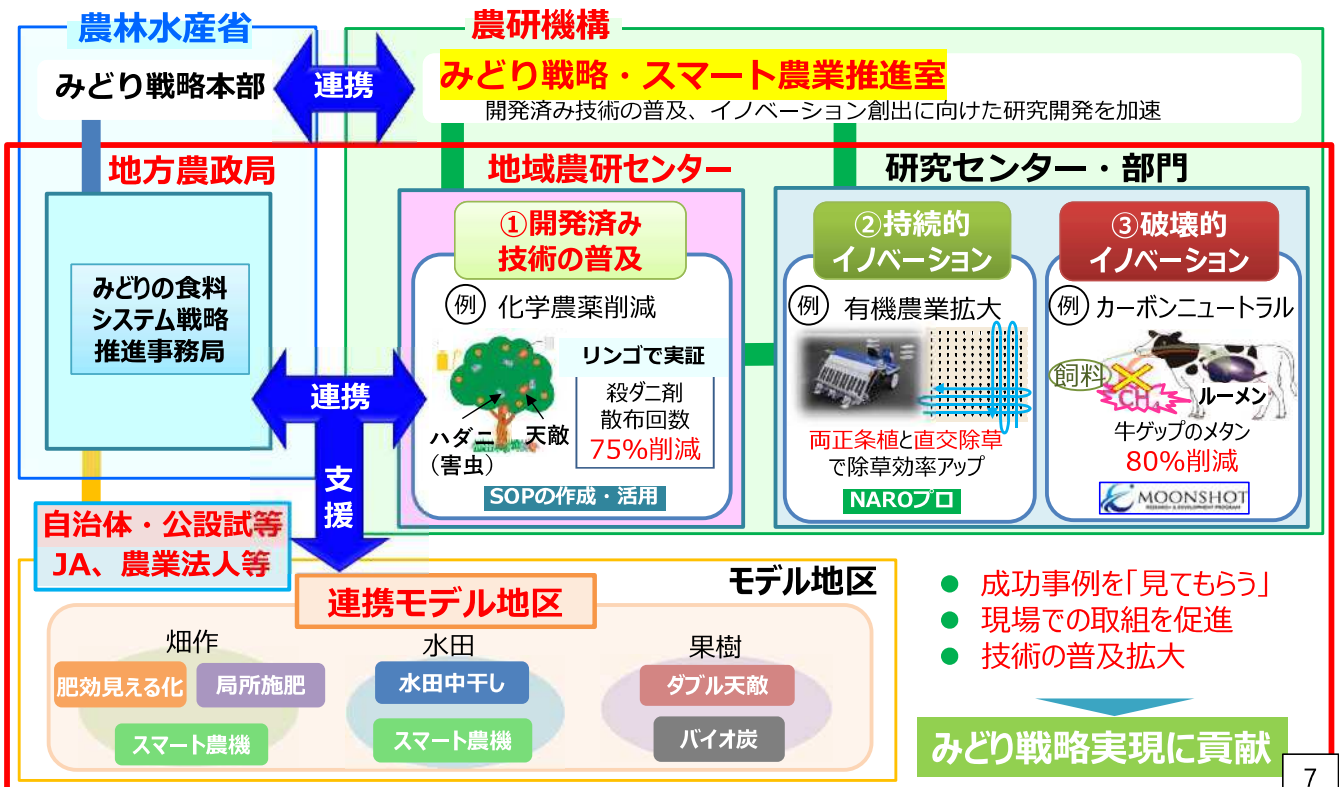 農林水産省
みどり戦略本部
連携
農研機構
みどり戦略・スマート農業推進室
開発済み技術の普及、イノベーション創出に向けた研究開発を加速
地方農政局
みどりの食料
システム戦略
推進事務局
連携
支援
地域農研センター
①開発済み
技術の普及
例 化学農薬削減
リンゴで実証
殺ダニ剤
散布回数
75%削減
ハダニ
(害虫)
天敵
SOPの作成・活用
研究センター・部門
②持続的
イノベーション
例 有機農業拡大
両正条植と直交除草
で除草効率アップ
NAROプロ
③破壊的
イノベーション
例 カーボンニュートラル
飼料
CH₄
ルーメン
牛ゲップのメタン
80%削減
MOONSHOT
RESEARCH & DEVELOPMENT PROGRAM
自治体・公設試等
JA、農業法人等
モデル地区
連携モデル地区
畑作
肥効見える化
局所施肥
スマート農機
水田
水田中干し
スマート農機
果樹
ダブル天敵
バイオ炭
● 成功事例を「見てもらう」
● 現場での取組を促進
● 技術の普及拡大
みどり戦略実現に貢献
7